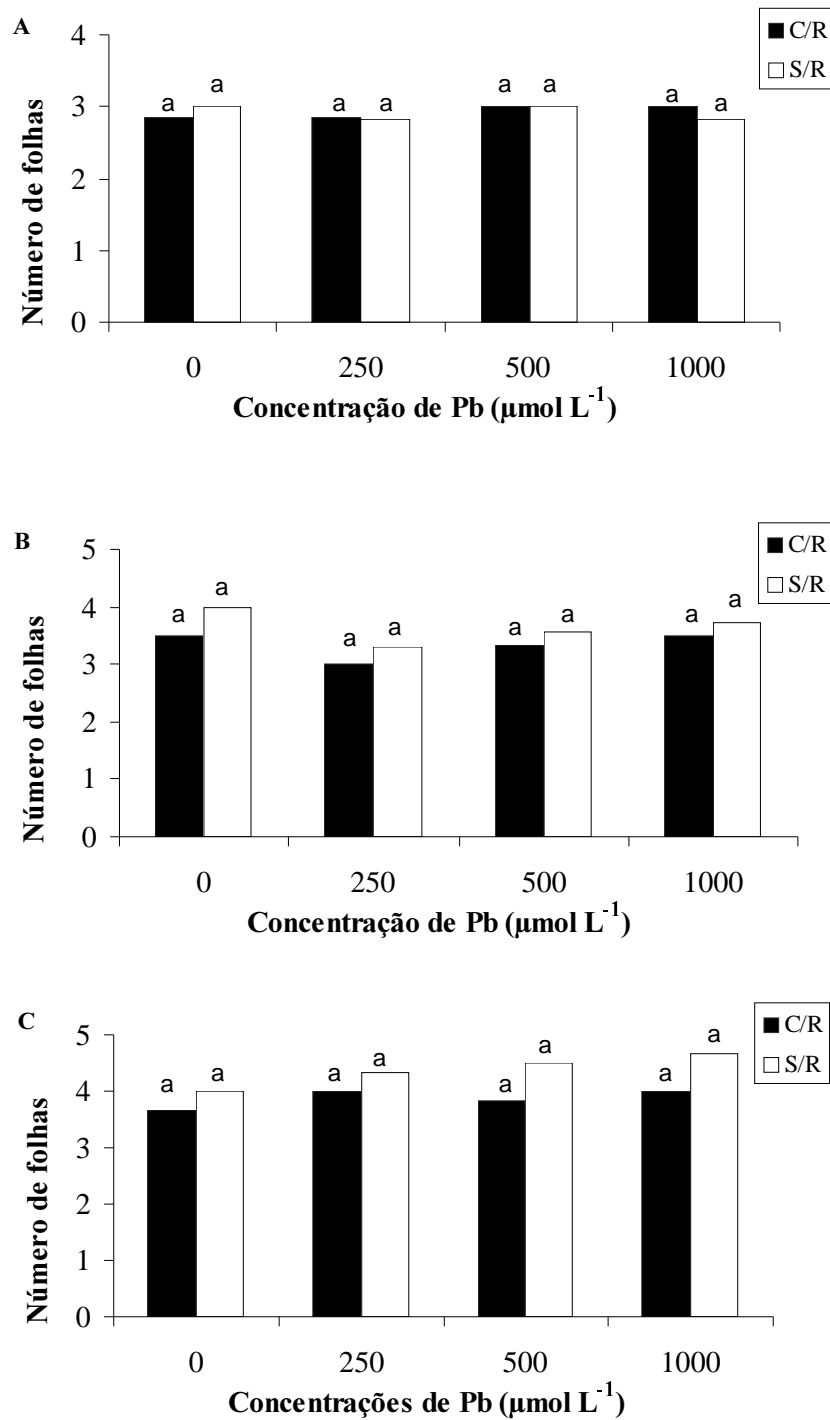 A
C/R
S/R
4
3
2
1
0
Número de folhas
a a a a a a a a
0 250 500 1000
Concentração de Pb (µmol L⁻¹)
B
C/R
S/R
5
4
3
2
1
0
Número de folhas
a a a a a a a a
0 250 500 1000
Concentração de Pb (µmol L⁻¹)
C
C/R
S/R
5
4
3
2
1
0
Número de folhas
a a a a a a a a
0 250 500 1000
Concentrações de Pb (µmol L⁻¹)